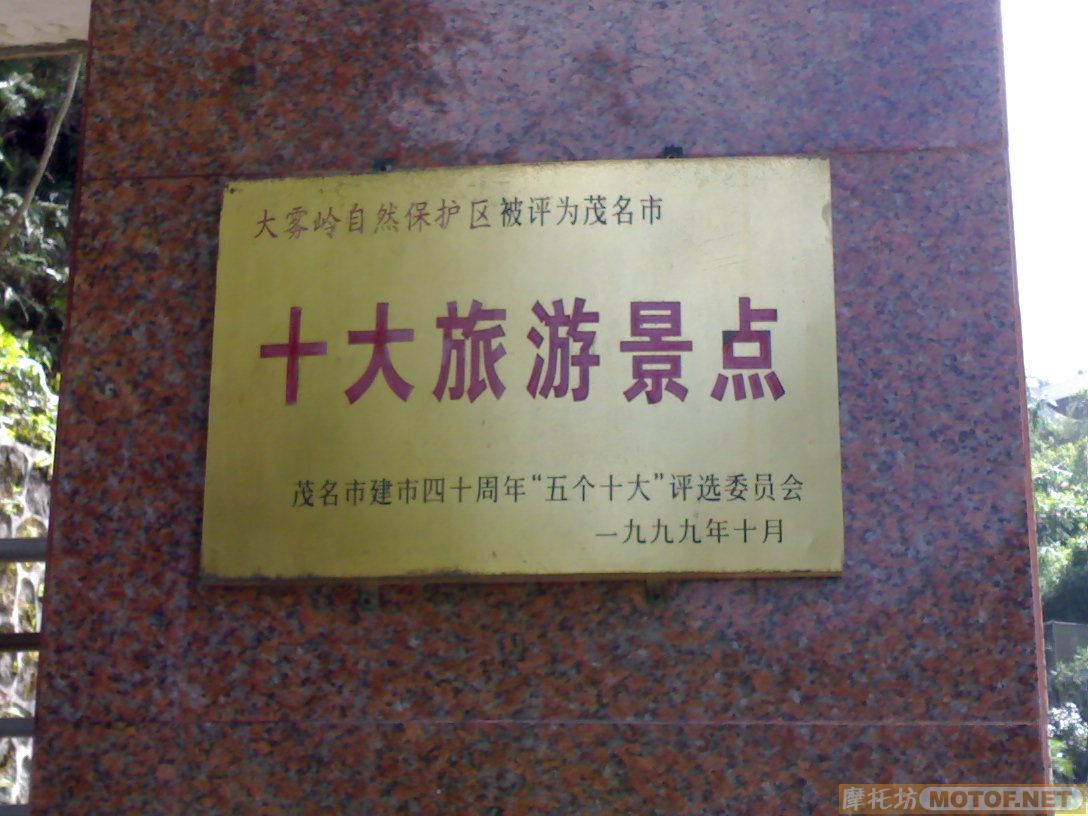 大雾岭自然保护区被评为茂名市
十大旅游景点
茂名市建市四十周年“五个十大”评选委员会
一九九九年十月
摩托坊 MOTOF.NET